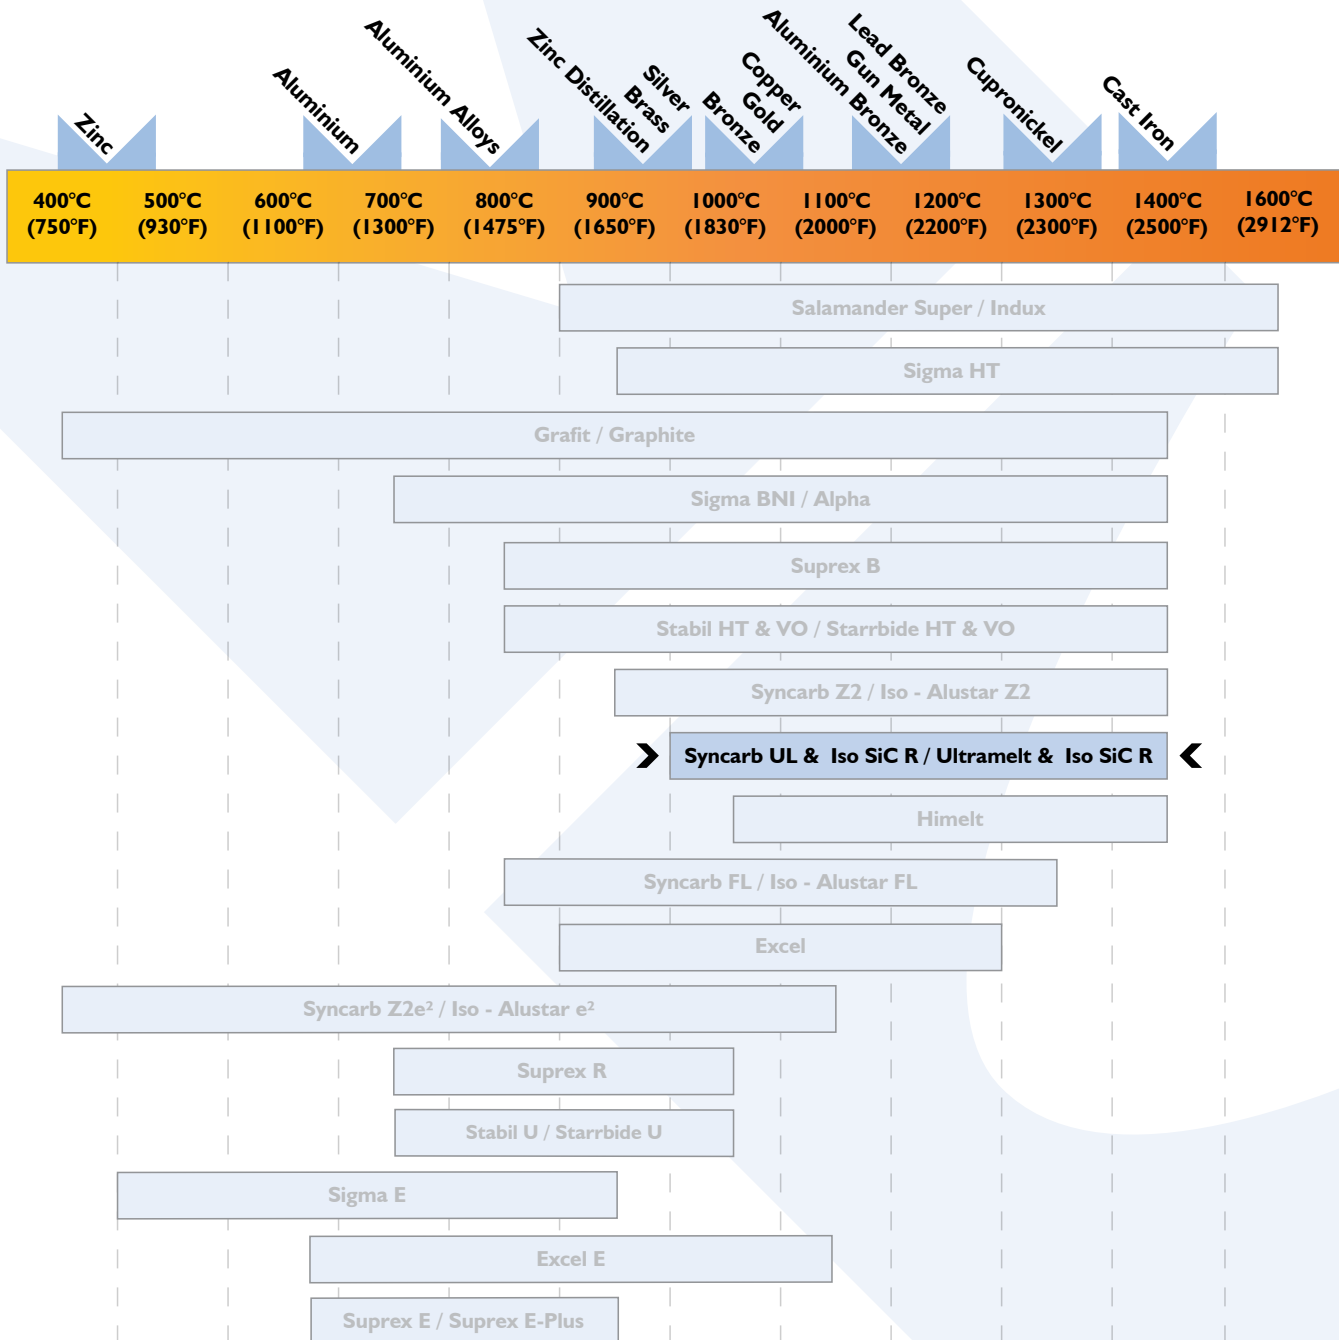 Zinc
Aluminium
Aluminium Alloys
Zinc Distillation
Brass
Silver
Bronze
Gold
Copper
Aluminium Bronze
Gun Metal
Lead Bronze
Cupronickel
Cast Iron
400°C 500°C 600°C 700°C 800°C 900°C 1000°C 1100°C 1200°C 1300°C 1400°C 1600°C
(750°F) (930°F) (1100°F) (1300°F) (1475°F) (1650°F) (1830°F) (2000°F) (2200°F) (2300°F) (2500°F) (2912°F)
Salamander Super / Indux
Sigma HT
Grafit / Graphite
Sigma BNI / Alpha
Suprex B
Stabil HT & VO / Starrbide HT & VO
Syncarb Z2 / Iso - Alustar Z2
Syncarb UL & Iso SiC R / Ultramelt & Iso SiC R
Himelt
Syncarb FL / Iso - Alustar FL
Excel
Syncarb Z2e² / Iso - Alustar e²
Suprex R
Stabil U / Starrbide U
Sigma E
Excel E
Suprex E / Suprex E-Plus